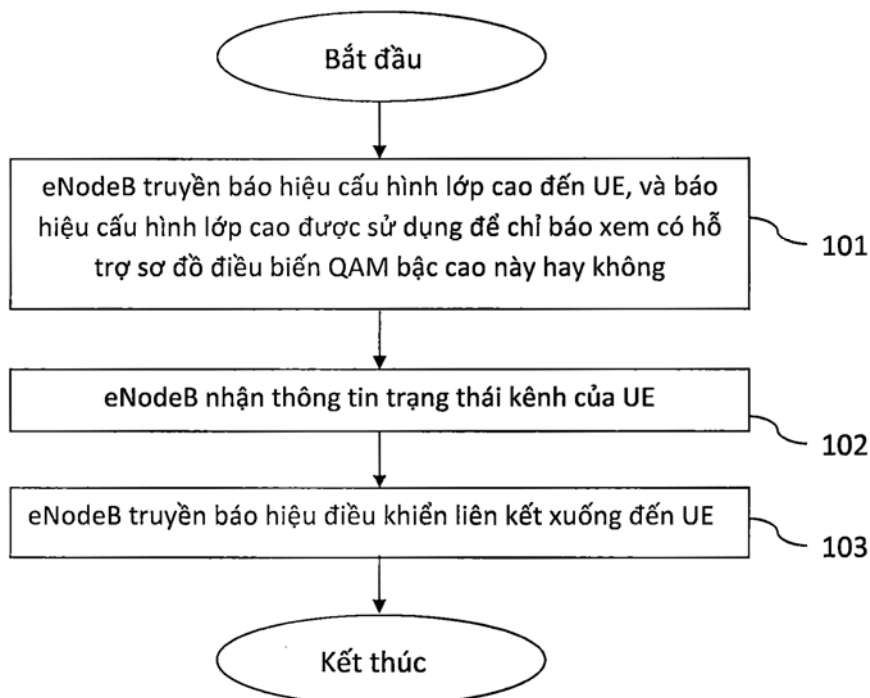 Bắt đầu
eNodeB truyền báo hiệu cấu hình lớp cao đến UE, và báo
hiệu cấu hình lớp cao được sử dụng để chỉ báo xem có hỗ
trợ sơ đồ điều biến QAM bậc cao này hay không
101
eNodeB nhận thông tin trạng thái kênh của UE
102
eNodeB truyền báo hiệu điều khiển liên kết xuống đến UE
103
Kết thúc